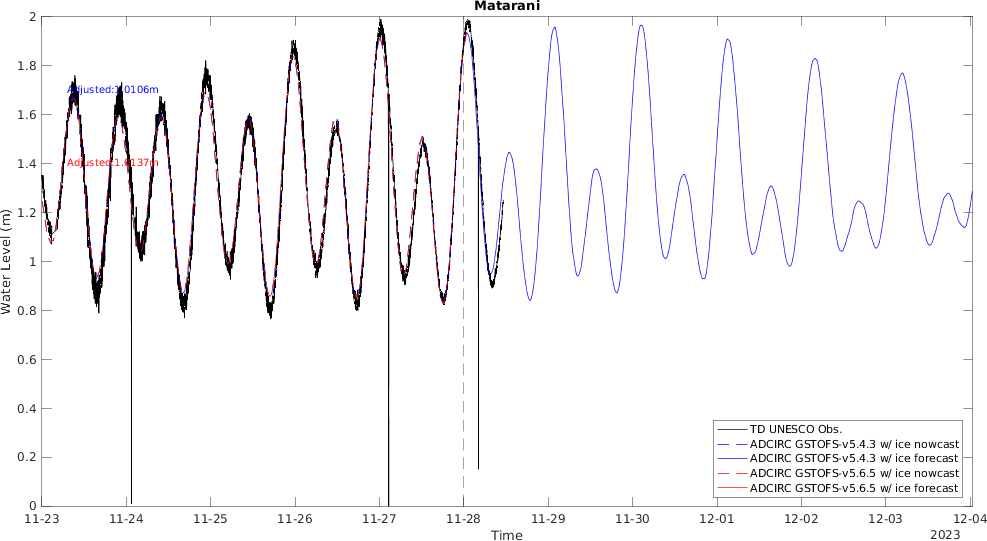 Matarani
2
1.8
1.6
1.4
1.2
1
0.8
0.6
0.4
0.2
0
Water Level (m)
Adjusted:1.0106m
Adjusted:1.0137m
TD UNESCO Obs.
ADCIRC GSTOFS-v5.4.3 w/ ice nowcast
ADCIRC GSTOFS-v5.4.3 w/ ice forecast
ADCIRC GSTOFS-v5.6.5 w/ ice nowcast
ADCIRC GSTOFS-v5.6.5 w/ ice forecast
11-23 11-24 11-25 11-26 11-27 11-28 11-29 11-30 12-01 12-02 12-03 12-04
Time
2023